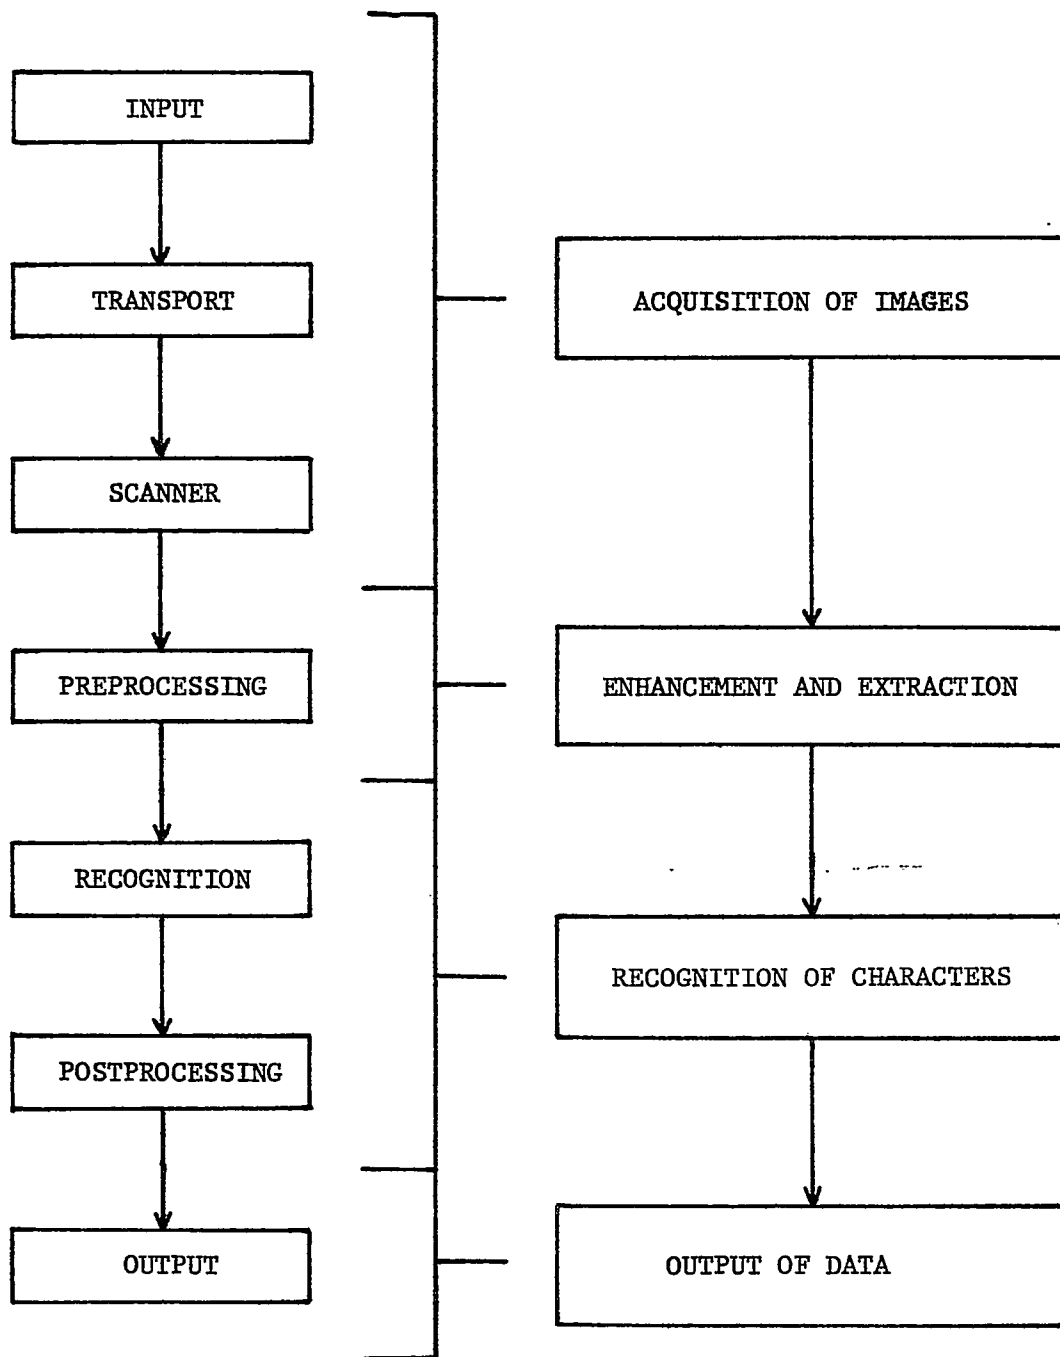 INPUT
TRANSPORT
SCANNER
PREPROCESSING
RECOGNITION
POSTPROCESSING
OUTPUT
ACQUISITION OF IMAGES
ENHANCEMENT AND EXTRACTION
RECOGNITION OF CHARACTERS
OUTPUT OF DATA